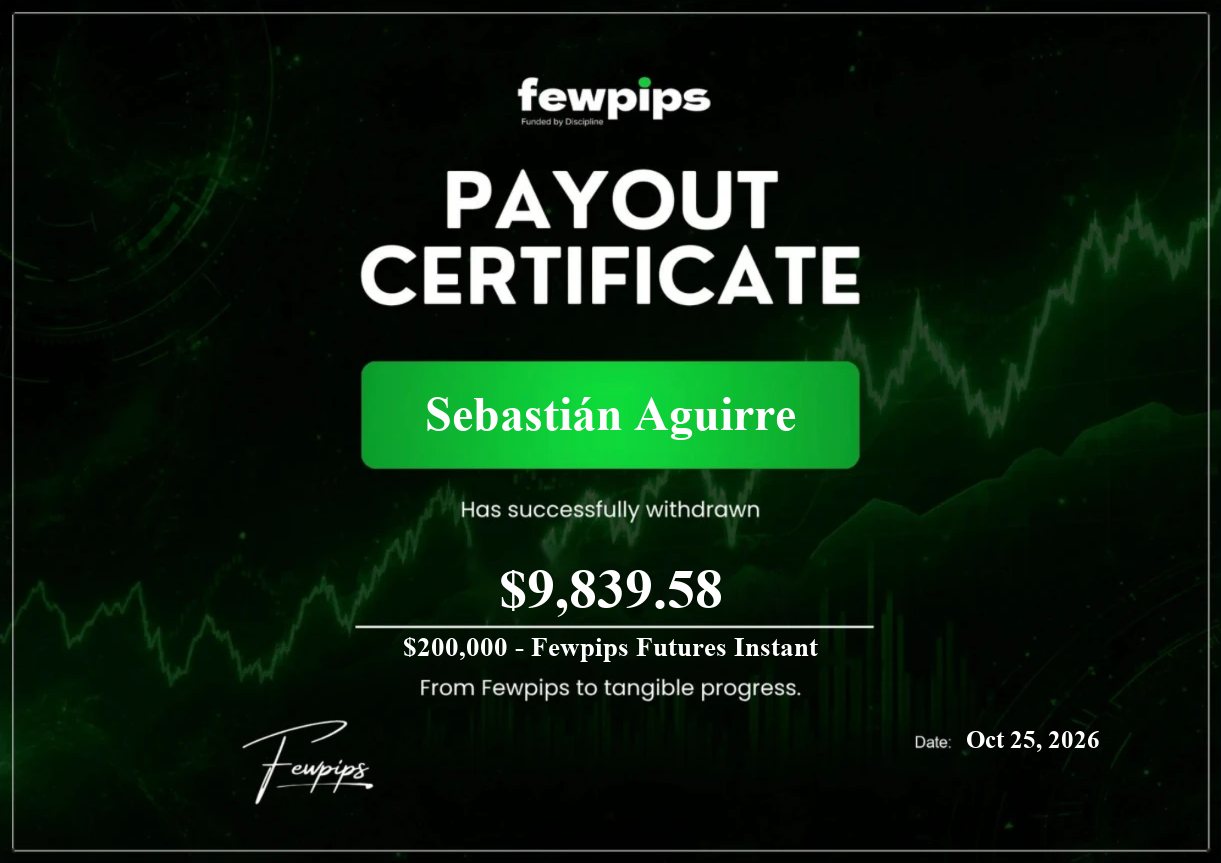 fewpips
Funded by Discipline
PAYOUT
CERTIFICATE
Sebastián Aguirre
Has successfully withdrawn
$9,839.58
$200,000 - Fewpips Futures Instant
From Fewpips to tangible progress.
Fewpips
Date: Oct 25, 2026